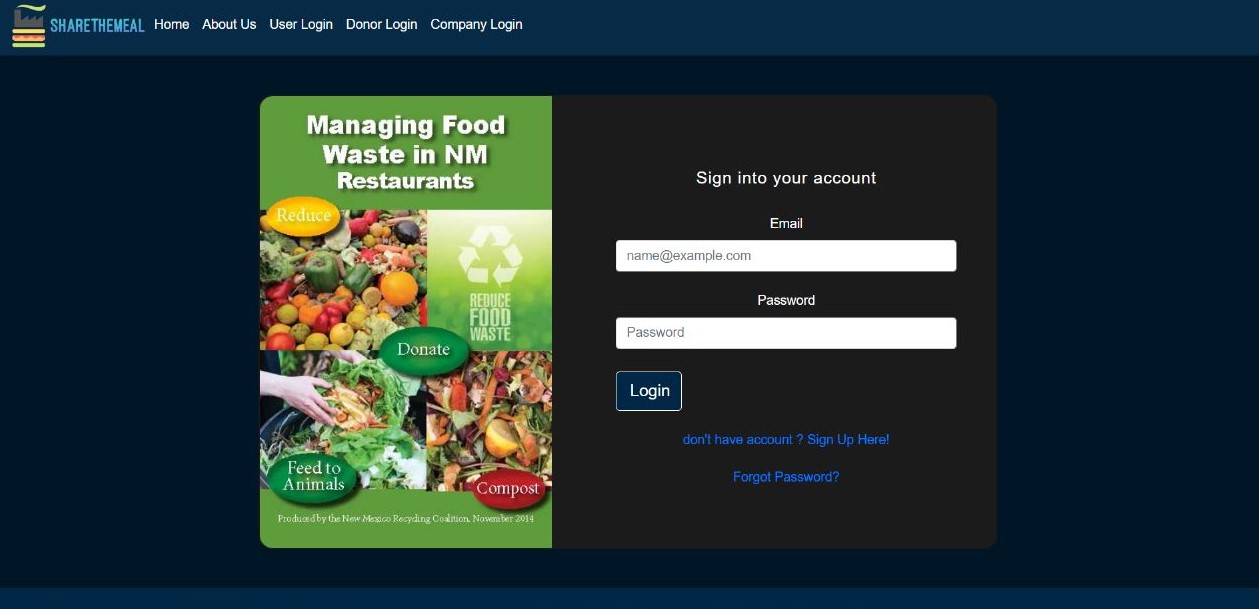 SHARETHEMEAL Home About Us User Login Donor Login Company Login
Managing Food
Waste in NM
Restaurants
Reduce
REDUCE
FOOD
WASTE
Donate
Feed to
Animals
Compost
Produced by the New Mexico Recycling Coalition, November 2014
Sign into your account
Email
name@example.com
Password
Password
Login
don't have account ? Sign Up Here!
Forgot Password?